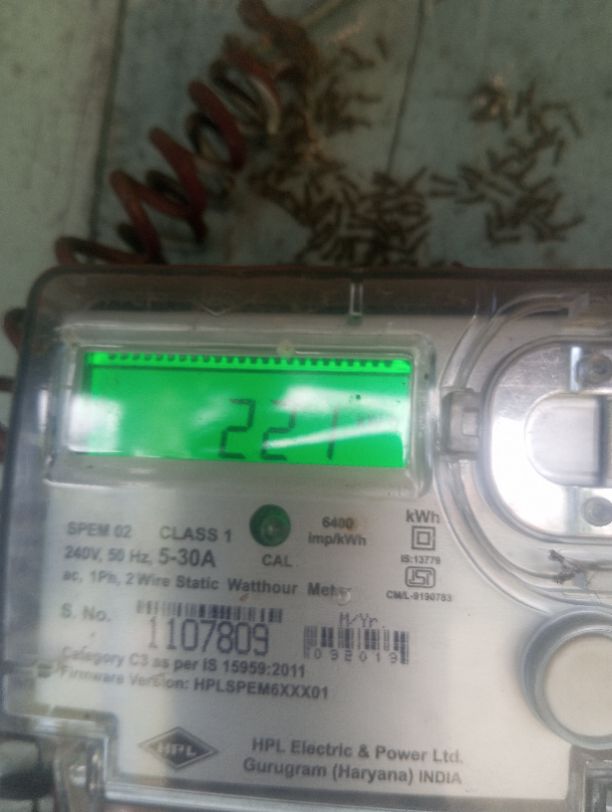 221
SPEM 02 CLASS 1 6400 kWh
imp/kWh
240V, 50 Hz, 5-30A CAL IS:13779
ac, 1Ph, 2 Wire Static Watthour Meter
CM/L-9190783
S. No. M/Yr.
1107809
092019
Category C3 as per IS 15959:2011
Firmware Version: HPLSPEM6XXX01
HPL
HPL Electric & Power Ltd.
Gurugram (Haryana) INDIA